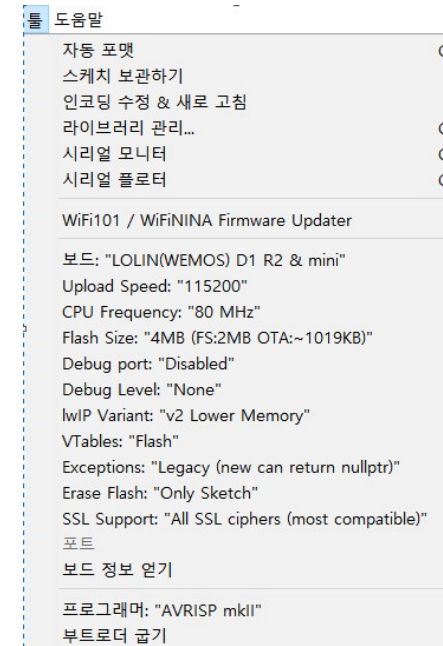 툴 도움말
자동 포맷
스케치 보관하기
인코딩 수정 & 새로 고침
라이브러리 관리...
시리얼 모니터
시리얼 플로터
WiFi101 / WiFiNINA Firmware Updater
보드: "LOLIN(WEMOS) D1 R2 & mini"
Upload Speed: "115200"
CPU Frequency: "80 MHz"
Flash Size: "4MB (FS:2MB OTA:~1019KB)"
Debug port: "Disabled"
Debug Level: "None"
lwIP Variant: "v2 Lower Memory"
VTables: "Flash"
Exceptions: "Legacy (new can return nullptr)"
Erase Flash: "Only Sketch"
SSL Support: "All SSL ciphers (most compatible)"
포트
보드 정보 얻기
프로그래머: "AVRISP mkII"
부트로더 굽기